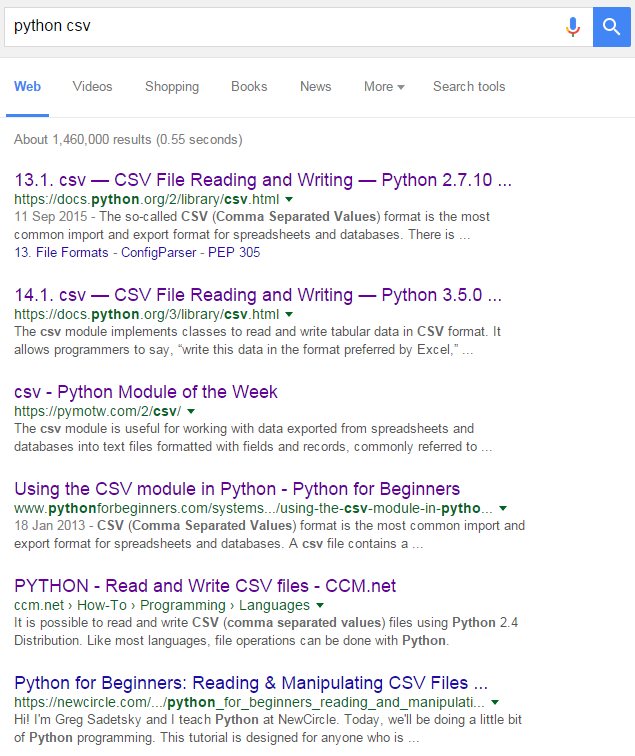 python csv
Web Videos Shopping Books News More Search tools
About 1,460,000 results (0.55 seconds)
13.1. csv — CSV File Reading and Writing — Python 2.7.10 ...
https://docs.python.org/2/library/csv.html
11 Sep 2015 - The so-called CSV (Comma Separated Values) format is the most
common import and export format for spreadsheets and databases. There is ...
13. File Formats - ConfigParser - PEP 305
14.1. csv — CSV File Reading and Writing — Python 3.5.0 ...
https://docs.python.org/3/library/csv.html
The csv module implements classes to read and write tabular data in CSV format. It
allows programmers to say, “write this data in the format preferred by Excel,” ...
csv - Python Module of the Week
https://pymotw.com/2/csv/
The csv module is useful for working with data exported from spreadsheets and
databases into text files formatted with fields and records, commonly referred to ...
Using the CSV module in Python - Python for Beginners
www.pythonforbeginners.com/systems.../using-the-csv-module-in-pytho...
18 Jan 2013 - CSV (Comma Separated Values) format is the most common import and
export format for spreadsheets and databases. A csv file contains a ...
PYTHON - Read and Write CSV files - CCM.net
ccm.net › How-To › Programming › Languages
It is possible to read and write CSV (comma separated values) files using Python 2.4
Distribution. Like most languages, file operations can be done with Python.
Python for Beginners: Reading & Manipulating CSV Files ...
https://newcircle.com/.../python_for_beginners_reading_and_manipulati...
Hi! I'm Greg Sadetsky and I teach Python at NewCircle. Today, we'll be doing a little bit
of Python programming. This tutorial is designed for anyone who is ...